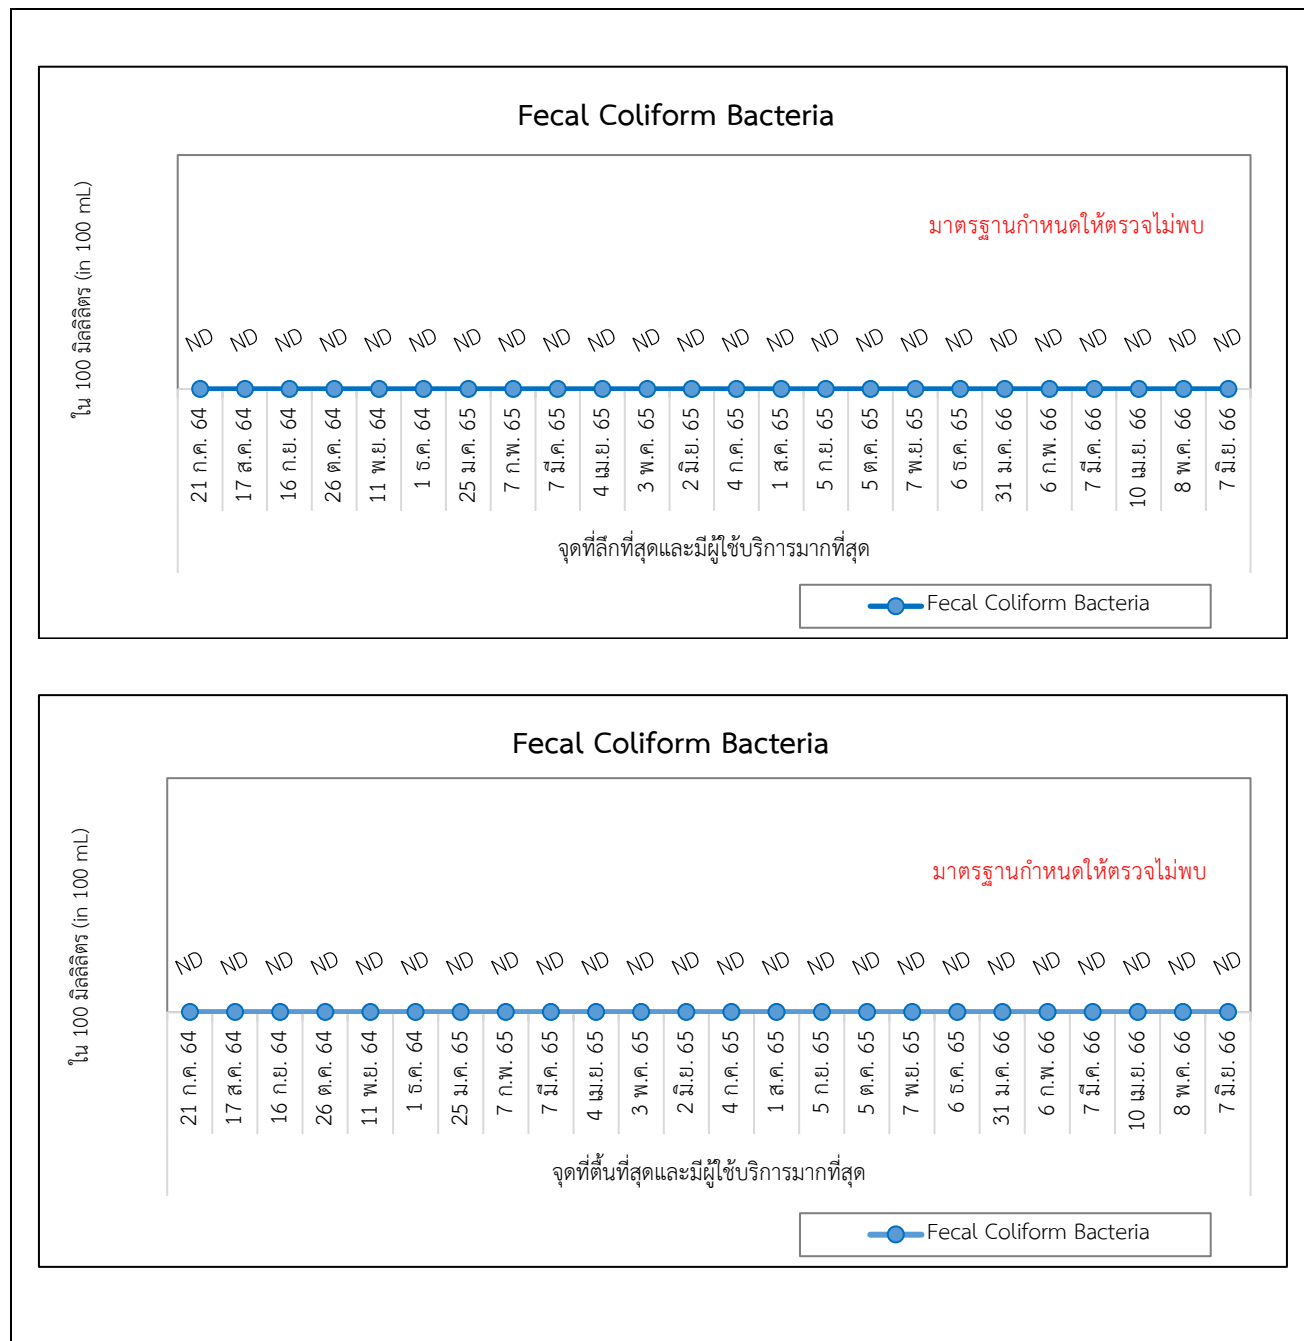 Fecal Coliform Bacteria
ใน 100 มิลลิลิตร (in 100 mL)
มาตรฐานกำหนดให้ตรวจไม่พบ
ND ND ND ND ND ND ND ND ND ND ND ND ND ND ND ND ND ND ND ND ND ND ND ND
21 ก.ค. 64
17 ส.ค. 64
16 ก.ย. 64
26 ต.ค. 64
11 พ.ย. 64
1 ธ.ค. 64
25 ม.ค. 65
7 ก.พ. 65
7 มี.ค. 65
4 เม.ย. 65
3 พ.ค. 65
2 มิ.ย. 65
4 ก.ค. 65
1 ส.ค. 65
5 ก.ย. 65
5 ต.ค. 65
7 พ.ย. 65
6 ธ.ค. 65
31 ม.ค. 66
6 ก.พ. 66
7 มี.ค. 66
10 เม.ย. 66
8 พ.ค. 66
7 มิ.ย. 66
จุดที่ลึกที่สุดและมีผู้ใช้บริการมากที่สุด
Fecal Coliform Bacteria
Fecal Coliform Bacteria
ใน 100 มิลลิลิตร (in 100 mL)
มาตรฐานกำหนดให้ตรวจไม่พบ
ND ND ND ND ND ND ND ND ND ND ND ND ND ND ND ND ND ND ND ND ND ND ND ND
21 ก.ค. 64
17 ส.ค. 64
16 ก.ย. 64
26 ต.ค. 64
11 พ.ย. 64
1 ธ.ค. 64
25 ม.ค. 65
7 ก.พ. 65
7 มี.ค. 65
4 เม.ย. 65
3 พ.ค. 65
2 มิ.ย. 65
4 ก.ค. 65
1 ส.ค. 65
5 ก.ย. 65
5 ต.ค. 65
7 พ.ย. 65
6 ธ.ค. 65
31 ม.ค. 66
6 ก.พ. 66
7 มี.ค. 66
10 เม.ย. 66
8 พ.ค. 66
7 มิ.ย. 66
จุดที่ตื้นที่สุดและมีผู้ใช้บริการมากที่สุด
Fecal Coliform Bacteria